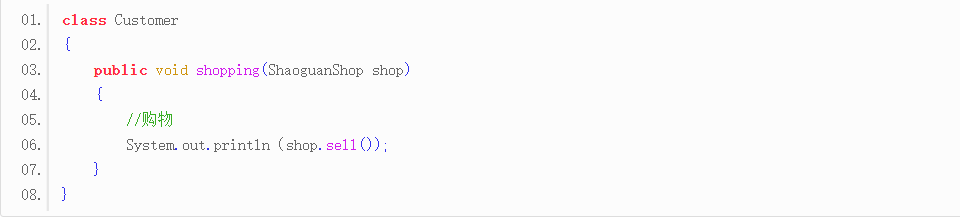 01. class Customer
02. {
03.     public void shopping(ShaoguanShop shop)
04.     {
05.         //购物
06.         System.out.println (shop.sell());
07.     }
08. }